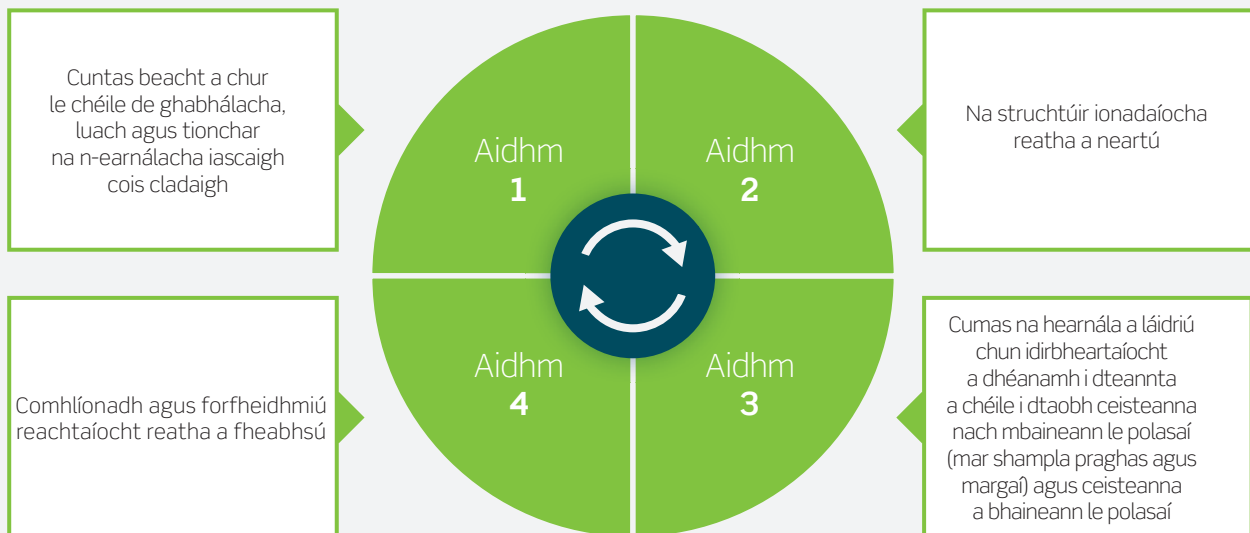 Cuntas beacht a chur
le chéile de ghabhálacha,
luach agus tionchar
na n-earnálacha iascaigh
cois cladaigh
Aidhm
1
Aidhm
2
Na struchtúir ionadaíocha
reatha a neartú
Comhlíonadh agus forfheidhmiú
reachtaíocht reatha a fheabhsú
Aidhm
4
Aidhm
3
Cumas na hearnála a láidriú
chun idirbheartaíocht
a dhéanamh i dteannta
a chéile i dtaobh ceisteanna
nach mbaineann le polasaí
(mar shampla praghas agus
margaí) agus ceisteanna
a bhaineann le polasaí